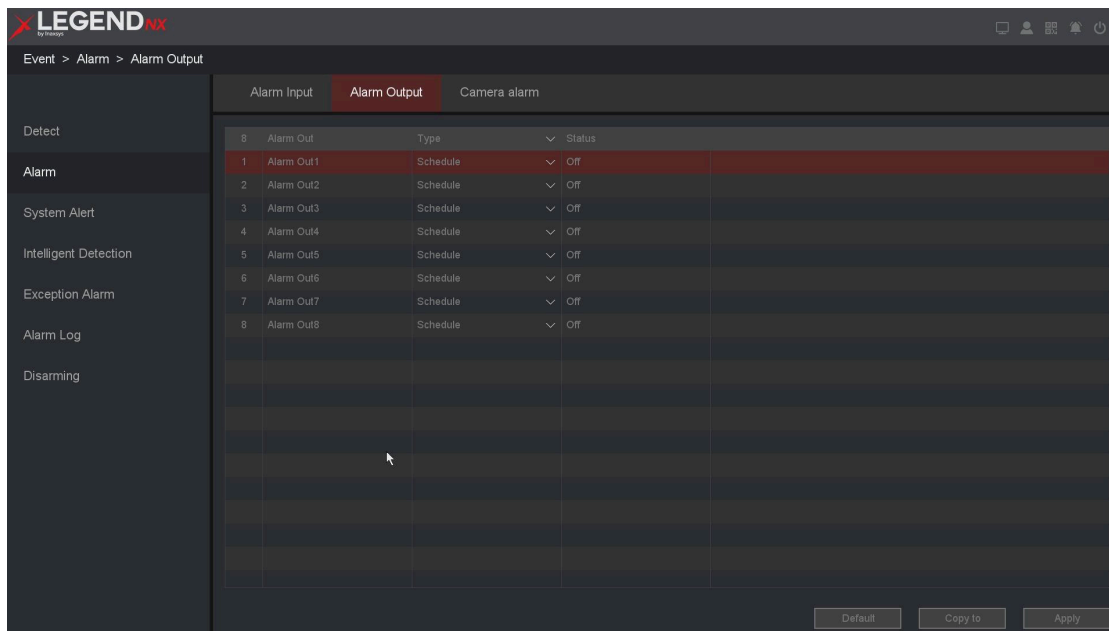 LEGEND NX
by Inaxsys
Event > Alarm > Alarm Output
Alarm Input Alarm Output Camera alarm
Detect
Alarm
System Alert
Intelligent Detection
Exception Alarm
Alarm Log
Disarming
8 Alarm Out Type Status
1 Alarm Out1 Schedule Off
2 Alarm Out2 Schedule Off
3 Alarm Out3 Schedule Off
4 Alarm Out4 Schedule Off
5 Alarm Out5 Schedule Off
6 Alarm Out6 Schedule Off
7 Alarm Out7 Schedule Off
8 Alarm Out8 Schedule Off
Default Copy to Apply